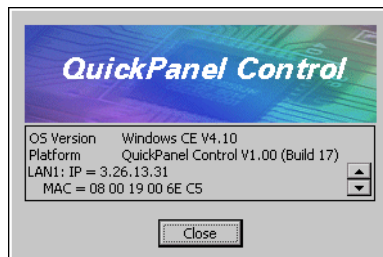 QuickPanel Control
OS Version Windows CE V4.10
Platform QuickPanel Control V1.00 (Build 17)
LAN1: IP = 3.26.13.31
MAC = 08 00 19 00 6E C5
Close